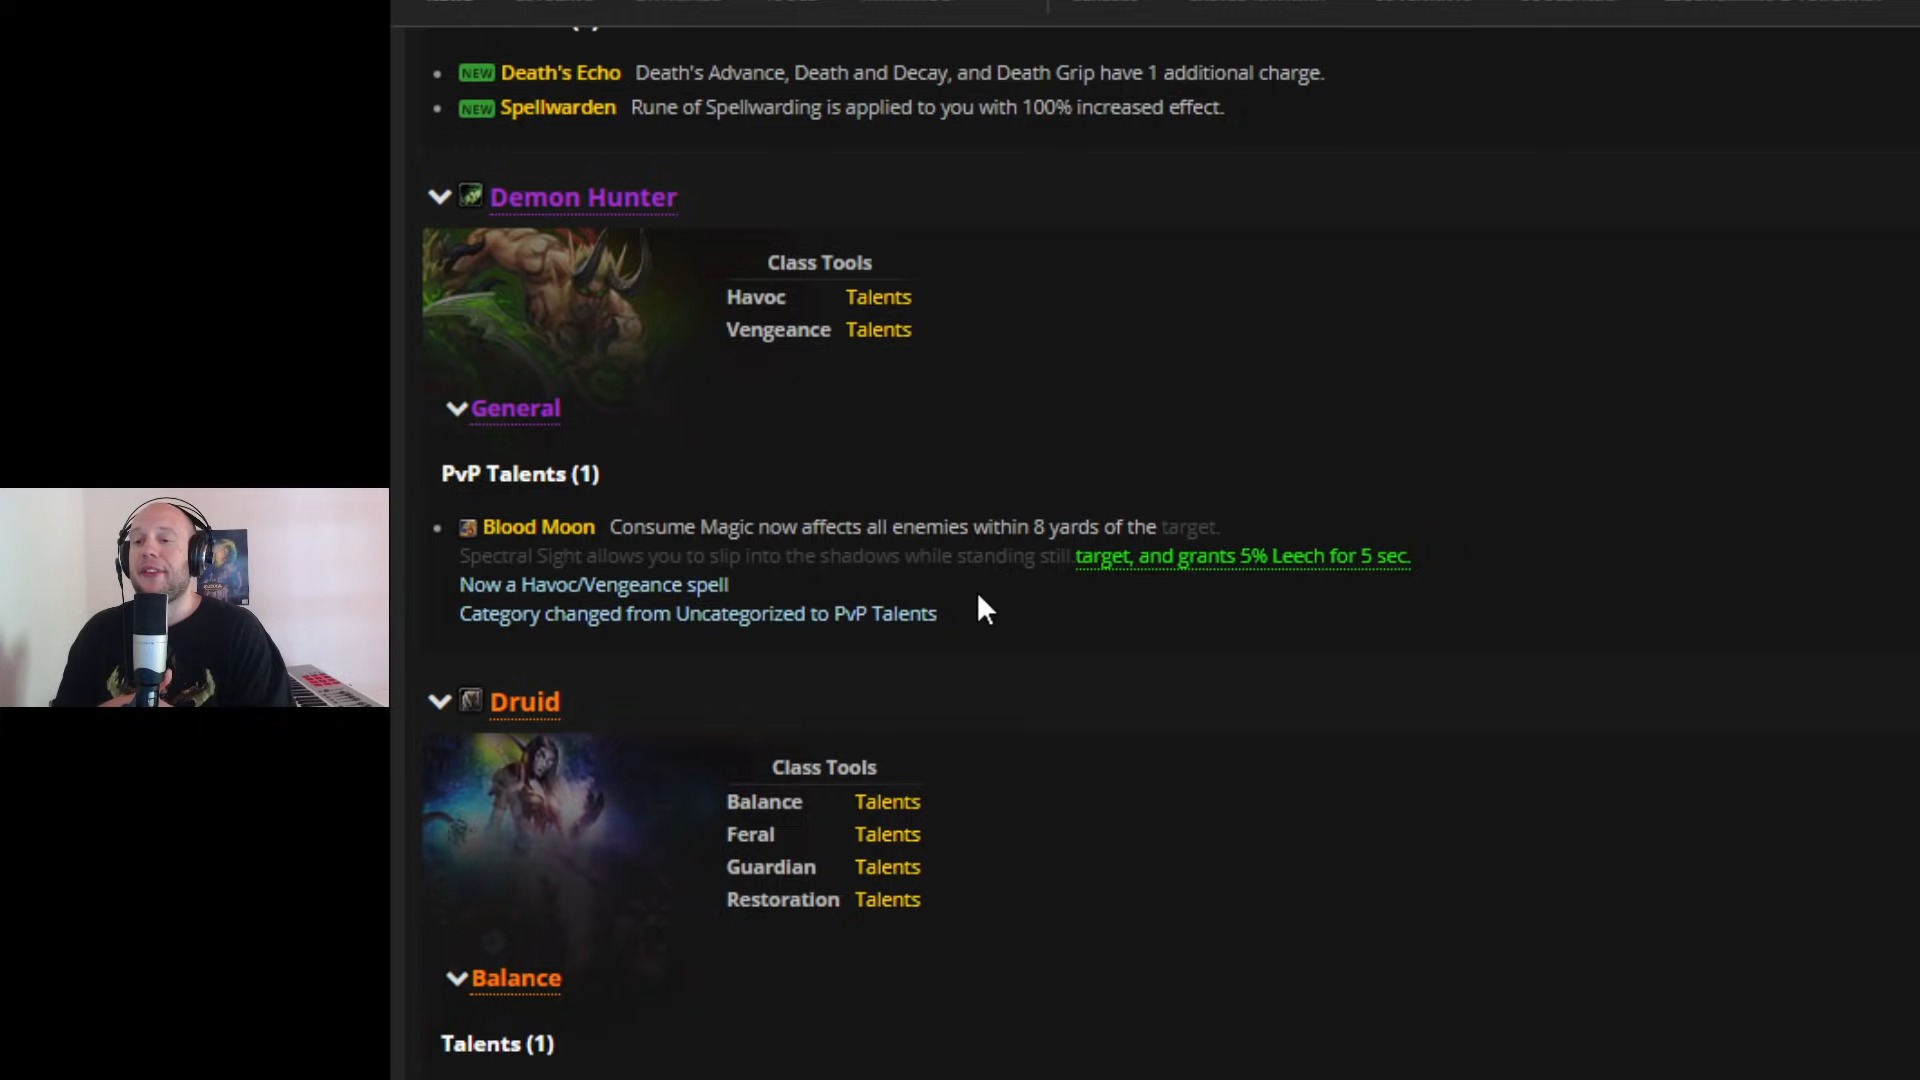 NEW Death's Echo Death's Advance, Death and Decay, and Death Grip have 1 additional charge.
NEW Spellwarden Rune of Spellwarding is applied to you with 100% increased effect.
Demon Hunter
Class Tools
Havoc Talents
Vengeance Talents
General
PvP Talents (1)
Blood Moon Consume Magic now affects all enemies within 8 yards of the target.
Spectral Sight allows you to slip into the shadows while standing still. target, and grants 5% Leech for 5 sec.
Now a Havoc/Vengeance spell
Category changed from Uncategorized to PvP Talents
Druid
Class Tools
Balance Talents
Feral Talents
Guardian Talents
Restoration Talents
Balance
Talents (1)